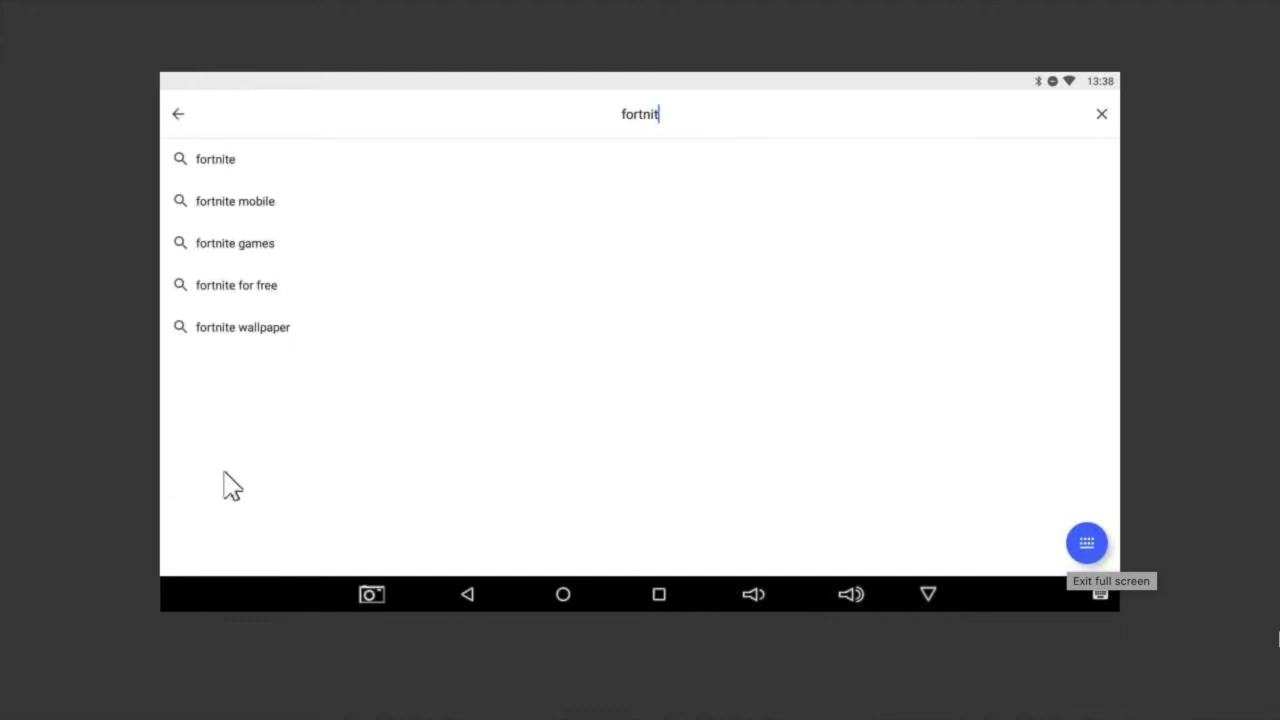 13:38
fortnit
fortnite
fortnite mobile
fortnite games
fortnite for free
fortnite wallpaper
Exit full screen